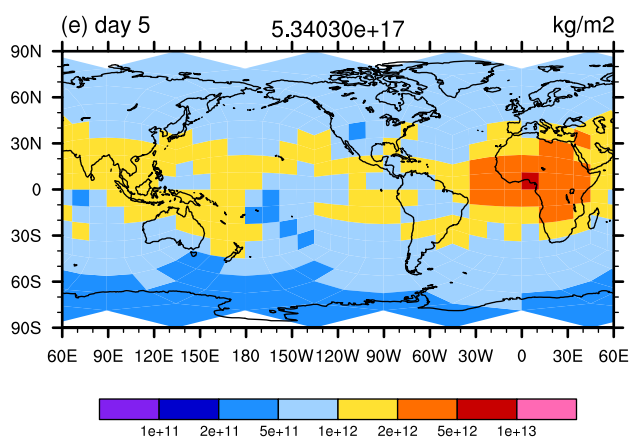 (e) day 5 5.34030e+17 kg/m2
90N
60N
30N
0
30S
60S
90S
60E 90E 120E 150E 180 150W 120W 90W 60W 30W 0 30E 60E
1e+11 2e+11 5e+11 1e+12 2e+12 5e+12 1e+13